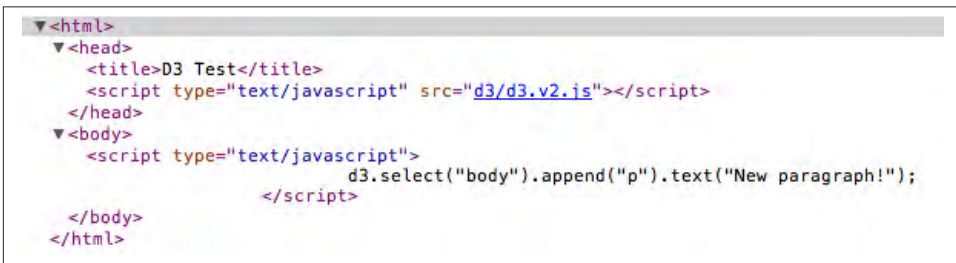 ▼<html>
▼<head>
<title>D3 Test</title>
<script type="text/javascript" src="d3/d3.v2.js"></script>
</head>
▼<body>
<script type="text/javascript">
d3.select("body").append("p").text("New paragraph!");
</script>
</body>
</html>